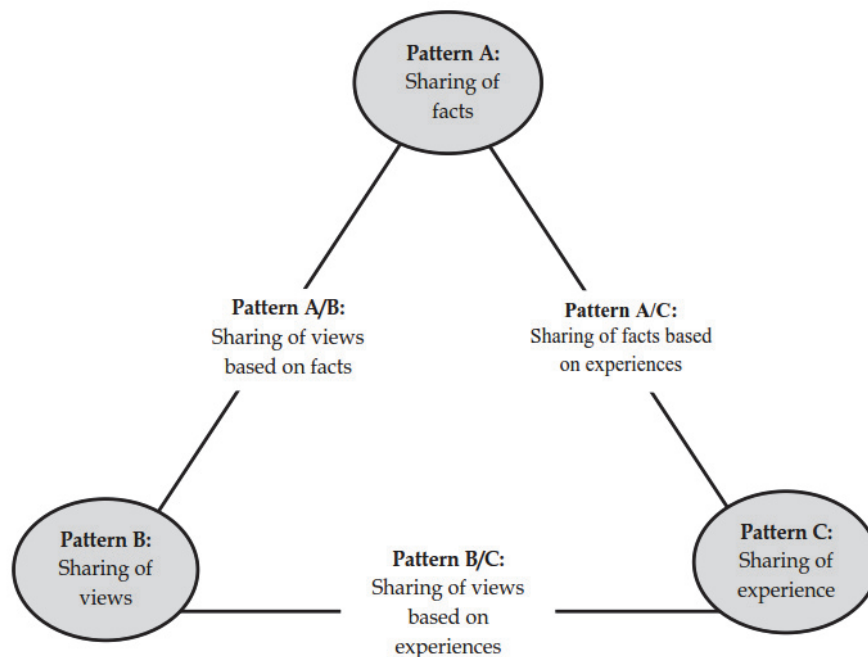 Pattern A:
Sharing of
facts
Pattern A/B:
Sharing of views
based on facts
Pattern A/C:
Sharing of facts based
on experiences
Pattern B:
Sharing of
views
Pattern B/C:
Sharing of views
based on
experiences
Pattern C:
Sharing of
experience